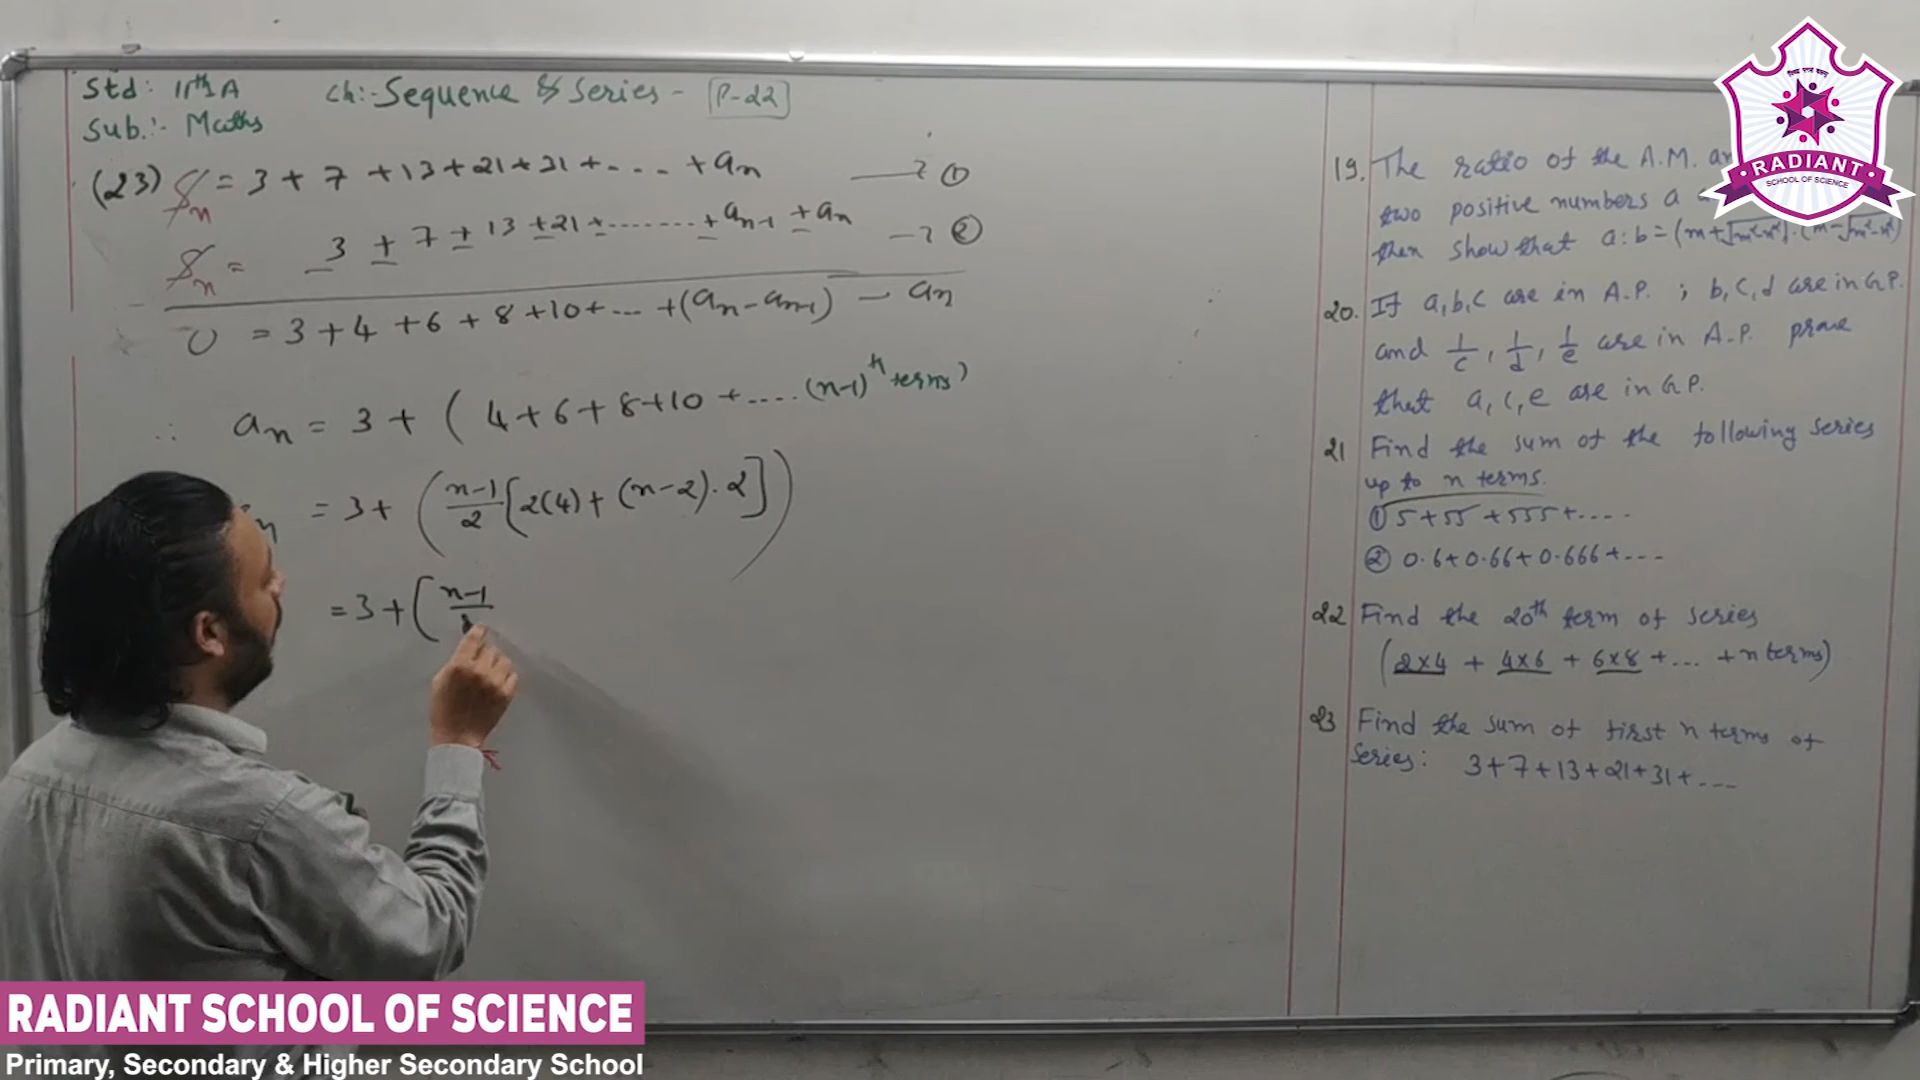 Std: 11th A Ch:- Sequence & Series - P-22
Sub.:- Maths
(23) Sn = 3 + 7 + 13 + 21 + 31 + .... + an → ①
Sn = 3 + 7 + 13 + 21 + ........ + an-1 + an → ②
0 = 3 + 4 + 6 + 8 + 10 + ... + (an - an-1) - an
∴ an = 3 + ( 4 + 6 + 8 + 10 + .... (n-1)th terms)
= 3 + ( n-1/2 [2(4) + (n-2) . 2] )
= 3 + ( n-1
19. The ratio of the A.M.
two positive numbers a
then show that a:b = (m+√m²-n²) : (m-√m²-n²)
20. If a, b, c are in A.P. ; b, c, d are in G.P.
and 1/c, 1/d, 1/e are in A.P. prove
that a, c, e are in G.P.
21 Find the sum of the following series
up to n terms.
① 5 + 55 + 555 + ....
② 0.6 + 0.66 + 0.666 + ---
22 Find the 20th term of series
(2×4 + 4×6 + 6×8 + ... + n terms)
23 Find the sum of first n terms of
Series: 3 + 7 + 13 + 21 + 31 + ....
RADIANT
SCHOOL OF SCIENCE
RADIANT SCHOOL OF SCIENCE
Primary, Secondary & Higher Secondary School